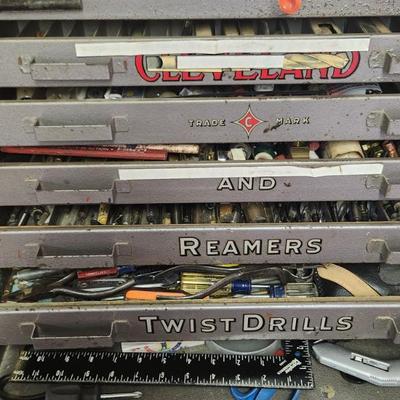 CLEVELAND
TRADE C MARK
AND
REAMERS
TWIST DRILLS